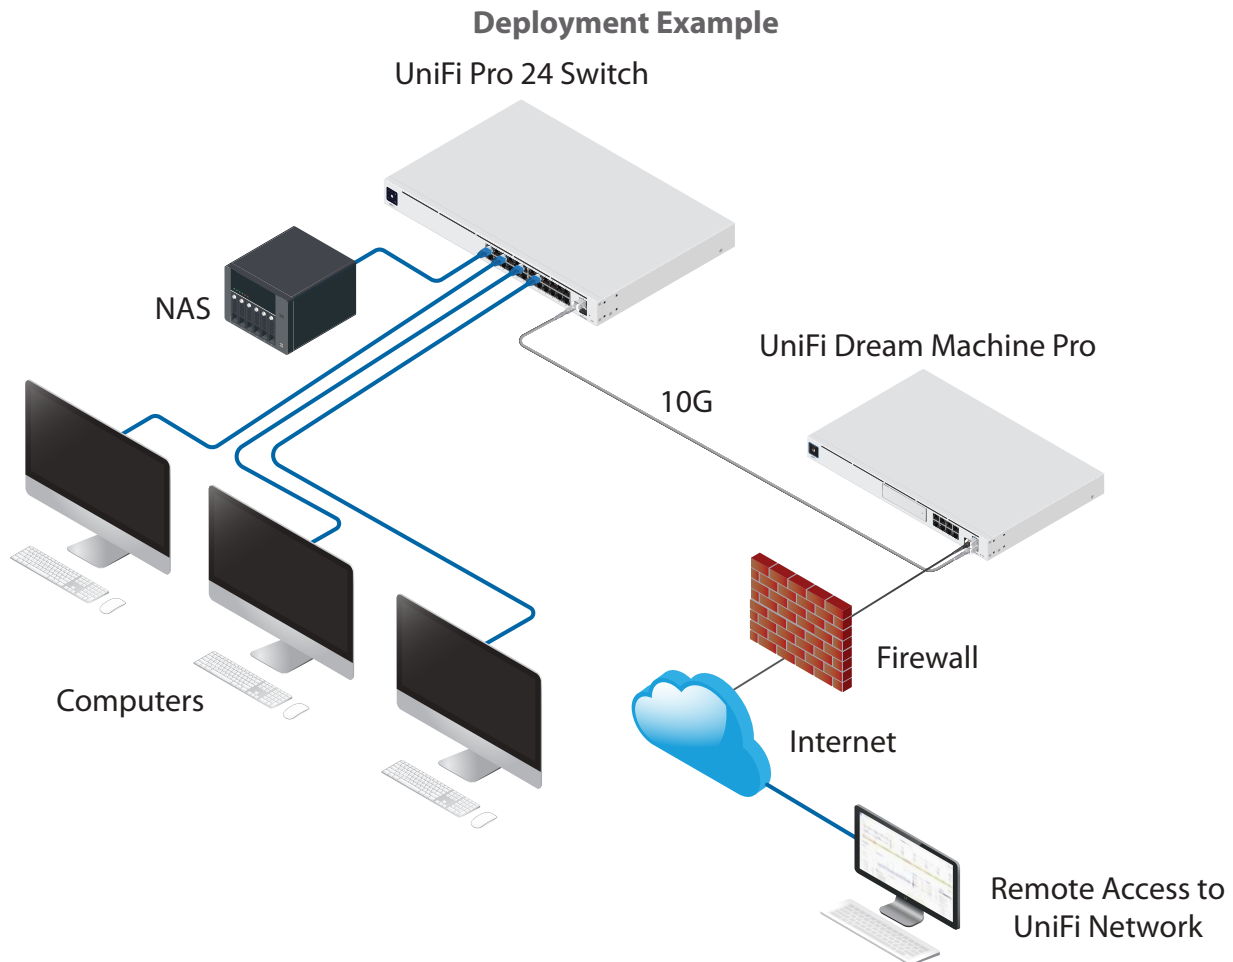 Deployment Example
UniFi Pro 24 Switch
NAS
UniFi Dream Machine Pro
10G
Firewall
Computers
Internet
Remote Access to
UniFi Network